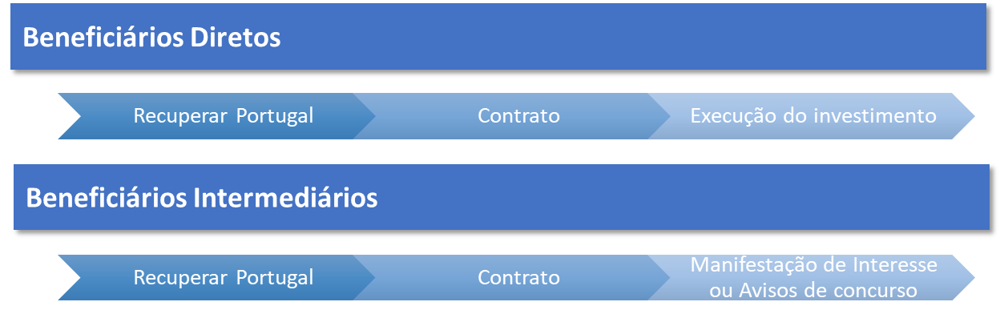 Beneficiários Diretos
Recuperar Portugal
Contrato
Execução do investimento
Beneficiários Intermediários
Recuperar Portugal
Contrato
Manifestação de Interesse
ou Avisos de concurso